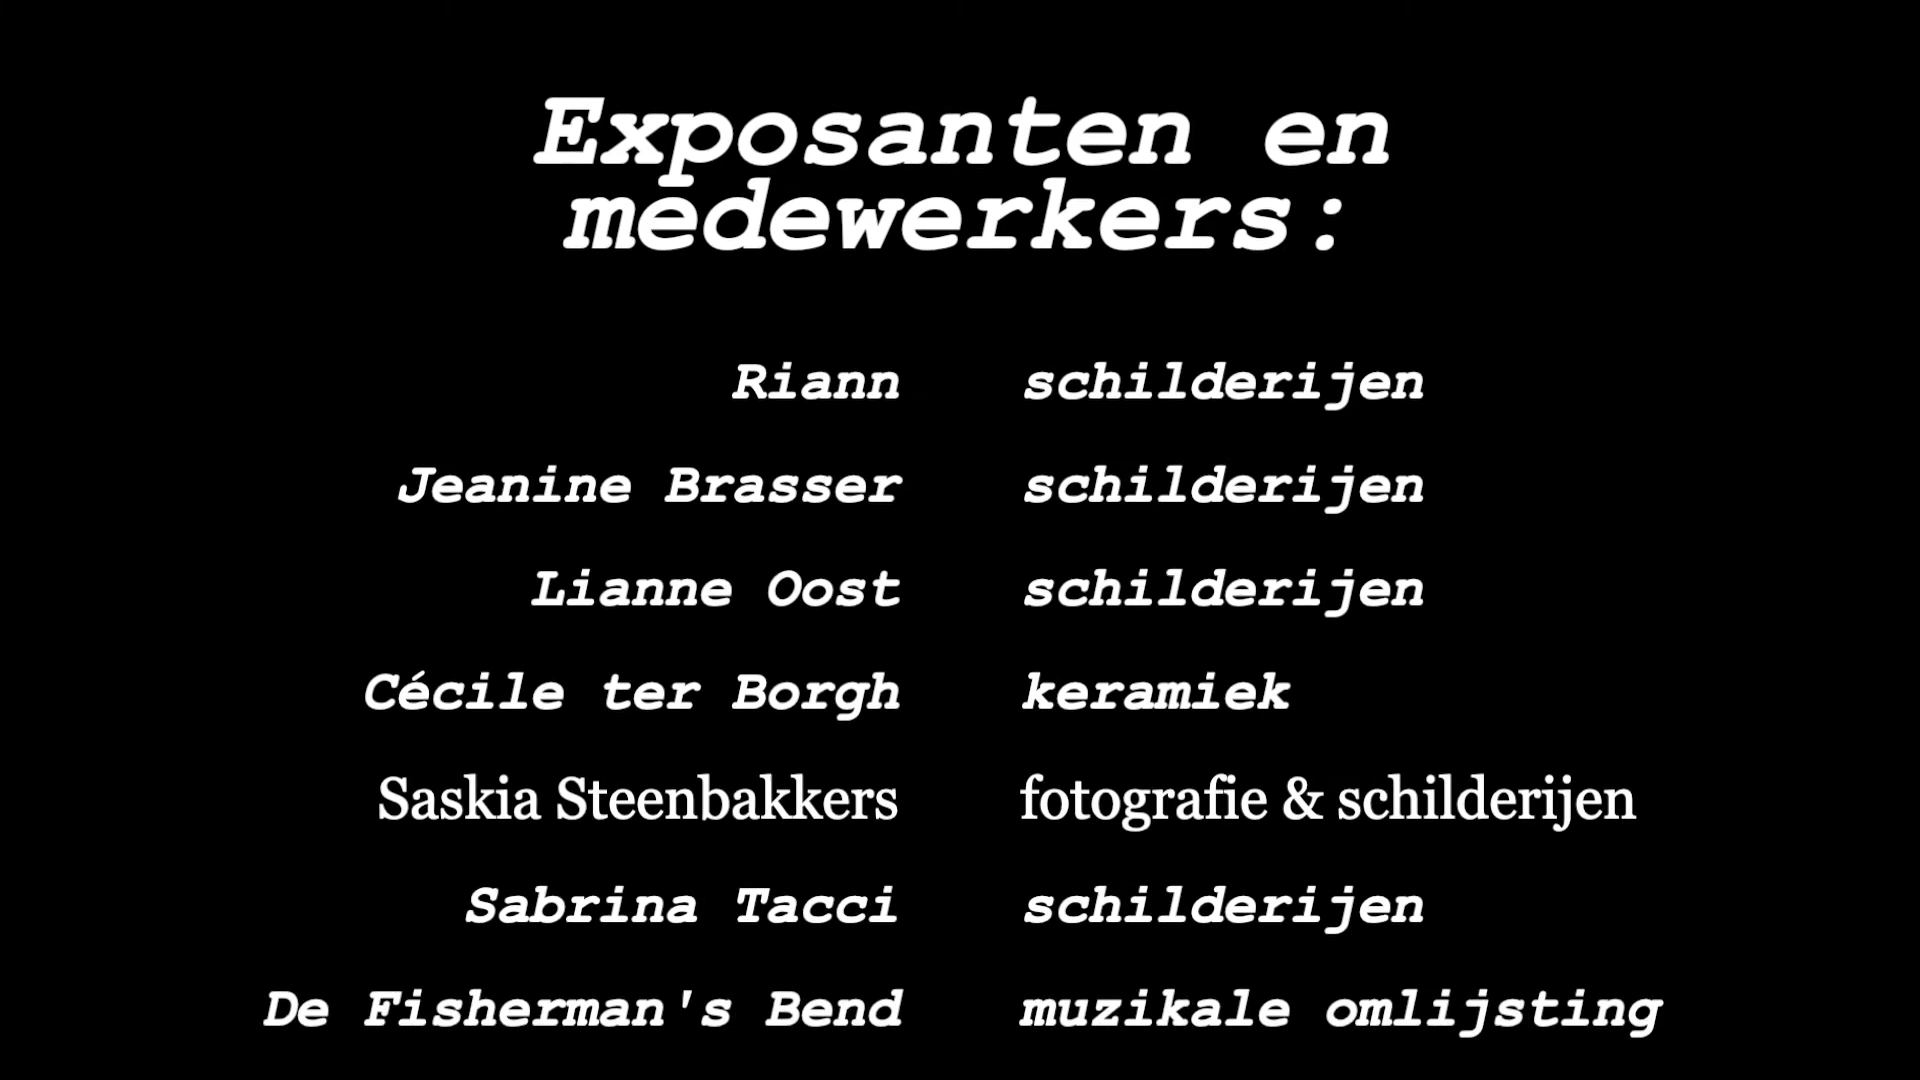 Exposanten en
medewerkers:
Riann schilderijen
Jeanine Brasser schilderijen
Lianne Oost schilderijen
Cécile ter Borgh keramiek
Saskia Steenbakkers fotografie & schilderijen
Sabrina Tacci schilderijen
De Fisherman's Bend muzikale omlijsting